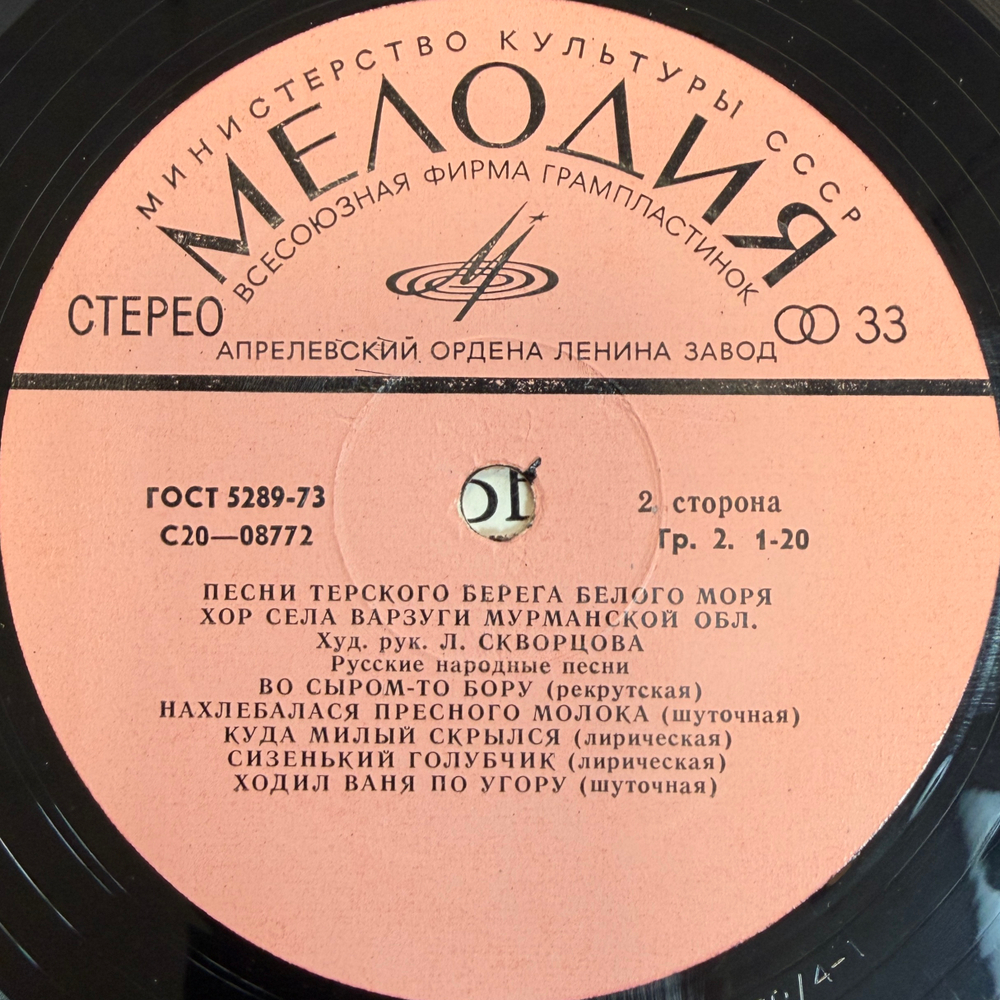 МИНИСТЕРСТВО КУЛЬТУРЫ СССР
МЕЛОДИЯ
ВСЕСОЮЗНАЯ ФИРМА ГРАМПЛАСТИНОК
СТЕРЕО
33
АПРЕЛЕВСКИЙ ОРДЕНА ЛЕНИНА ЗАВОД
ГОСТ 5289-73
С20—08772
2 сторона
Гр. 2. 1-20
ПЕСНИ ТЕРСКОГО БЕРЕГА БЕЛОГО МОРЯ
ХОР СЕЛА ВАРЗУГИ МУРМАНСКОЙ ОБЛ.
Худ. рук. Л. СКВОРЦОВА
Русские народные песни
ВО СЫРОМ-ТО БОРУ (рекрутская)
НАХЛЕБАЛАСЯ ПРЕСНОГО МОЛОКА (шуточная)
КУДА МИЛЫЙ СКРЫЛСЯ (лирическая)
СИЗЕНЬКИЙ ГОЛУБЧИК (лирическая)
ХОДИЛ ВАНЯ ПО УГОРУ (шуточная)